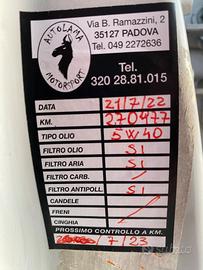 AUTOLAMA
MOTORSPORT
Via B. Ramazzini, 2
35127 PADOVA
Tel. 049 2272636
Tel.
320 28.81.015
DATA 21/7/22
KM. 270977
TIPO OLIO 5W40
FILTRO OLIO SI
FILTRO ARIA SI
FILTRO CARB. /
FILTRO ANTIPOLL. SI
CANDELE /
FRENI /
CINGHIA /
PROSSIMO CONTROLLO A KM.
/7/23
subito